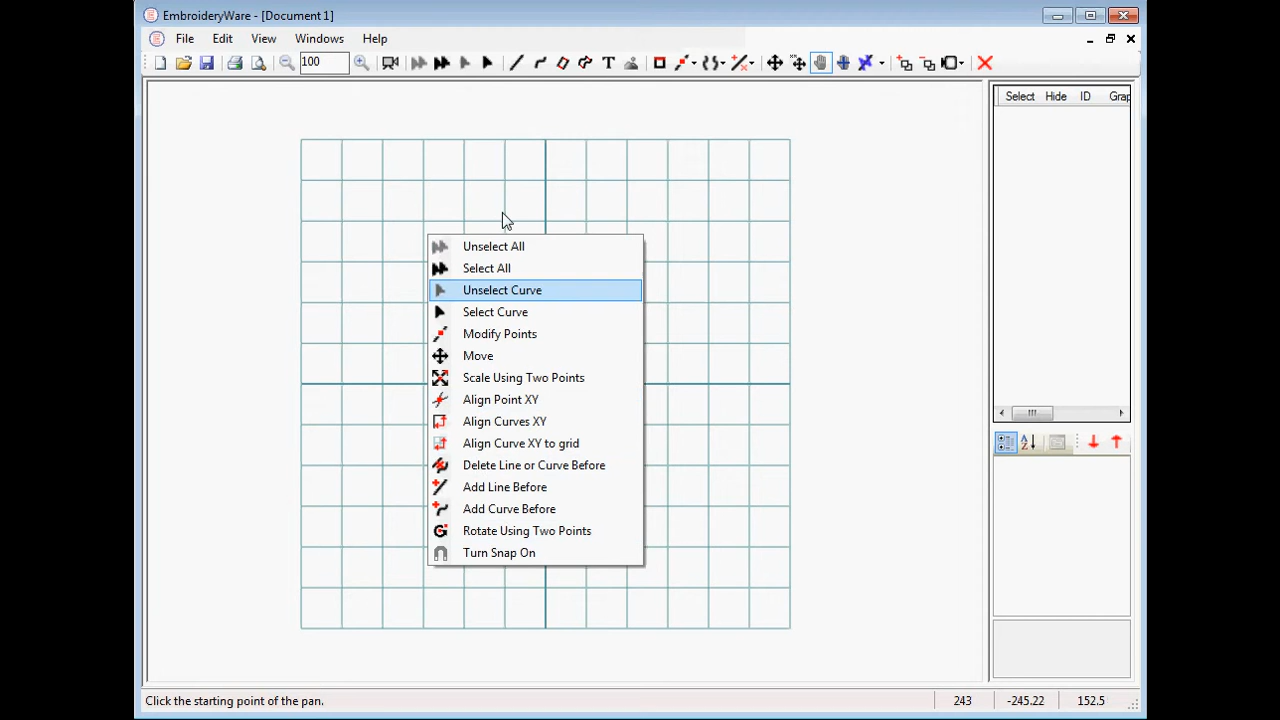 EmbroideryWare - [Document1]
File Edit View Windows Help
100
Select Hide ID Grap
Unselect All
Select All
Unselect Curve
Select Curve
Modify Points
Move
Scale Using Two Points
Align Point XY
Align Curves XY
Align Curve XY to grid
Delete Line or Curve Before
Add Line Before
Add Curve Before
Rotate Using Two Points
Turn Snap On
Click the starting point of the pan. 243 -245.22 152.5